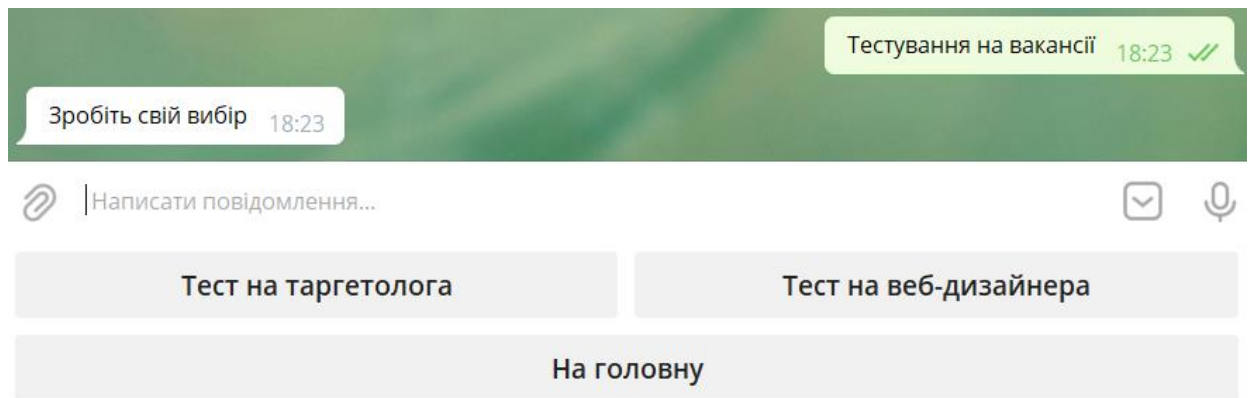 Тестування на вакансії 18:23
Зробіть свій вибір 18:23
Написати повідомлення...
Тест на таргетолога
Тест на веб-дизайнера
На головну